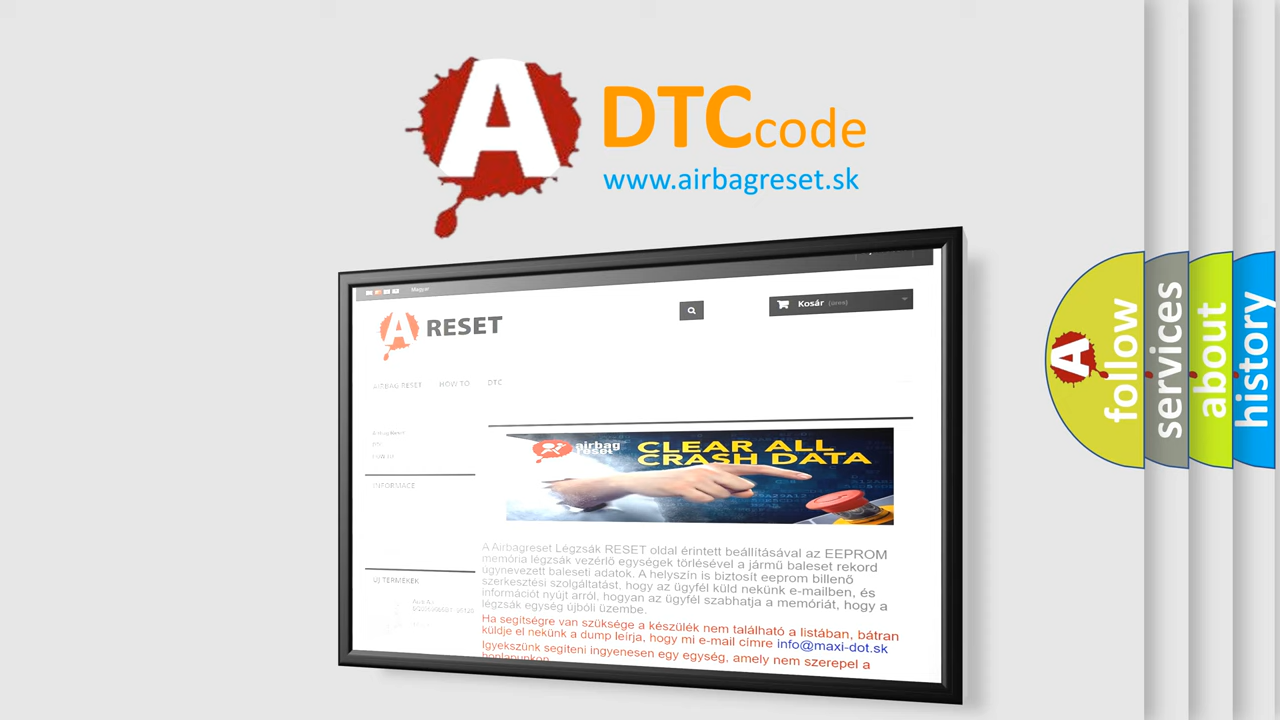 A
DTC code
www.airbagreset.sk
Magyar
A RESET
Kosár (üres)
AIRBAG RESET HOW TO DTC
INFORMACE
ÚJ TERMÉKEK
airbag
reset
CLEAR ALL
CRASH DATA
A Airbagreset Légzsák RESET oldal érintett beállításával az EEPROM
memória légzsák vezérlő egységek törlésével a jármű baleset rekord
úgynevezett baleseti adatok. A helyszín is biztosít eeprom billenő
szerkesztési szolgáltatást, hogy az ügyfél küld nekünk e-mailben, és
információt nyújt arról, hogyan az ügyfél szabhatja a memóriát, hogy a
légzsák egység újbóli üzembe.
Ha segítségre van szüksége a készülék nem található a listában, bátran
küldje el nekünk a dump leírja, hogy mi e-mail címre info@maxi-dot.sk
Igyekszünk segíteni ingyenesen egy egység, amely nem szerepel a
honlapunkon
A
follow
services
about
history